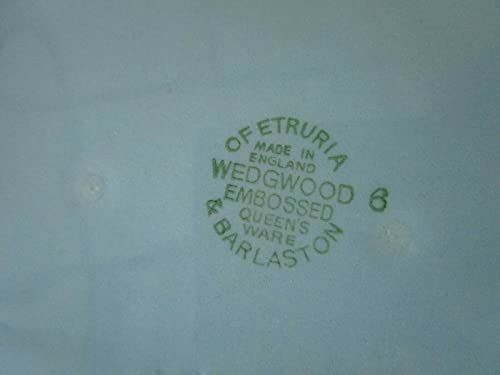 OF ETRURIA
MADE IN
ENGLAND
WEDGWOOD 6
EMBOSSED
QUEEN'S
WARE
& BARLASTON